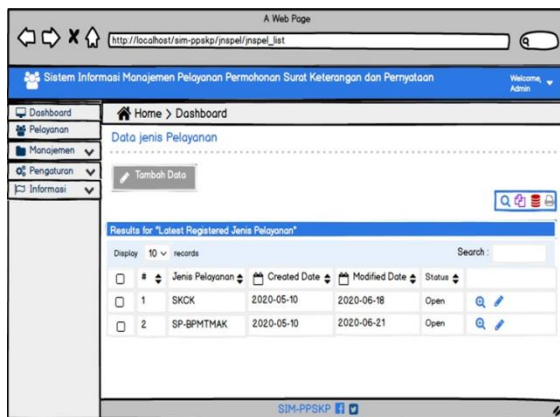 A Web Page
http://localhost/sim-ppskp/jnspel/jnspel_list
Sistem Informasi Manajemen Pelayanan Permohonan Surat Keterangan dan Pernyataan
Welcome,
Admin
Dashboard
Pelayanan
Manajemen
Pengaturan
Informasi
Home > Dashboard
Data jenis Pelayanan
Tambah Data
Results for "Latest Registered Jenis Pelayanan"
Display 10 records Search :
# Jenis Pelayanan Created Date Modified Date Status
1 SKCK 2020-05-10 2020-06-18 Open
2 SP-BPMTMAK 2020-05-10 2020-06-21 Open
SIM-PPSKP